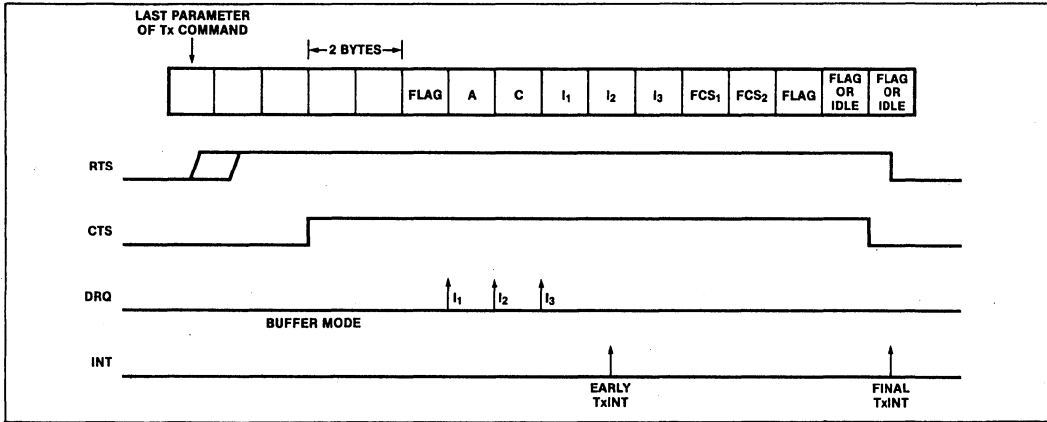 LAST PARAMETER
OF Tx COMMAND
2 BYTES
FLAG A C I₁ I₂ I₃ FCS₁ FCS₂ FLAG FLAG OR IDLE FLAG OR IDLE
RTS
CTS
DRQ I₁ I₂ I₃
BUFFER MODE
INT
EARLY
TxINT
FINAL
TxINT